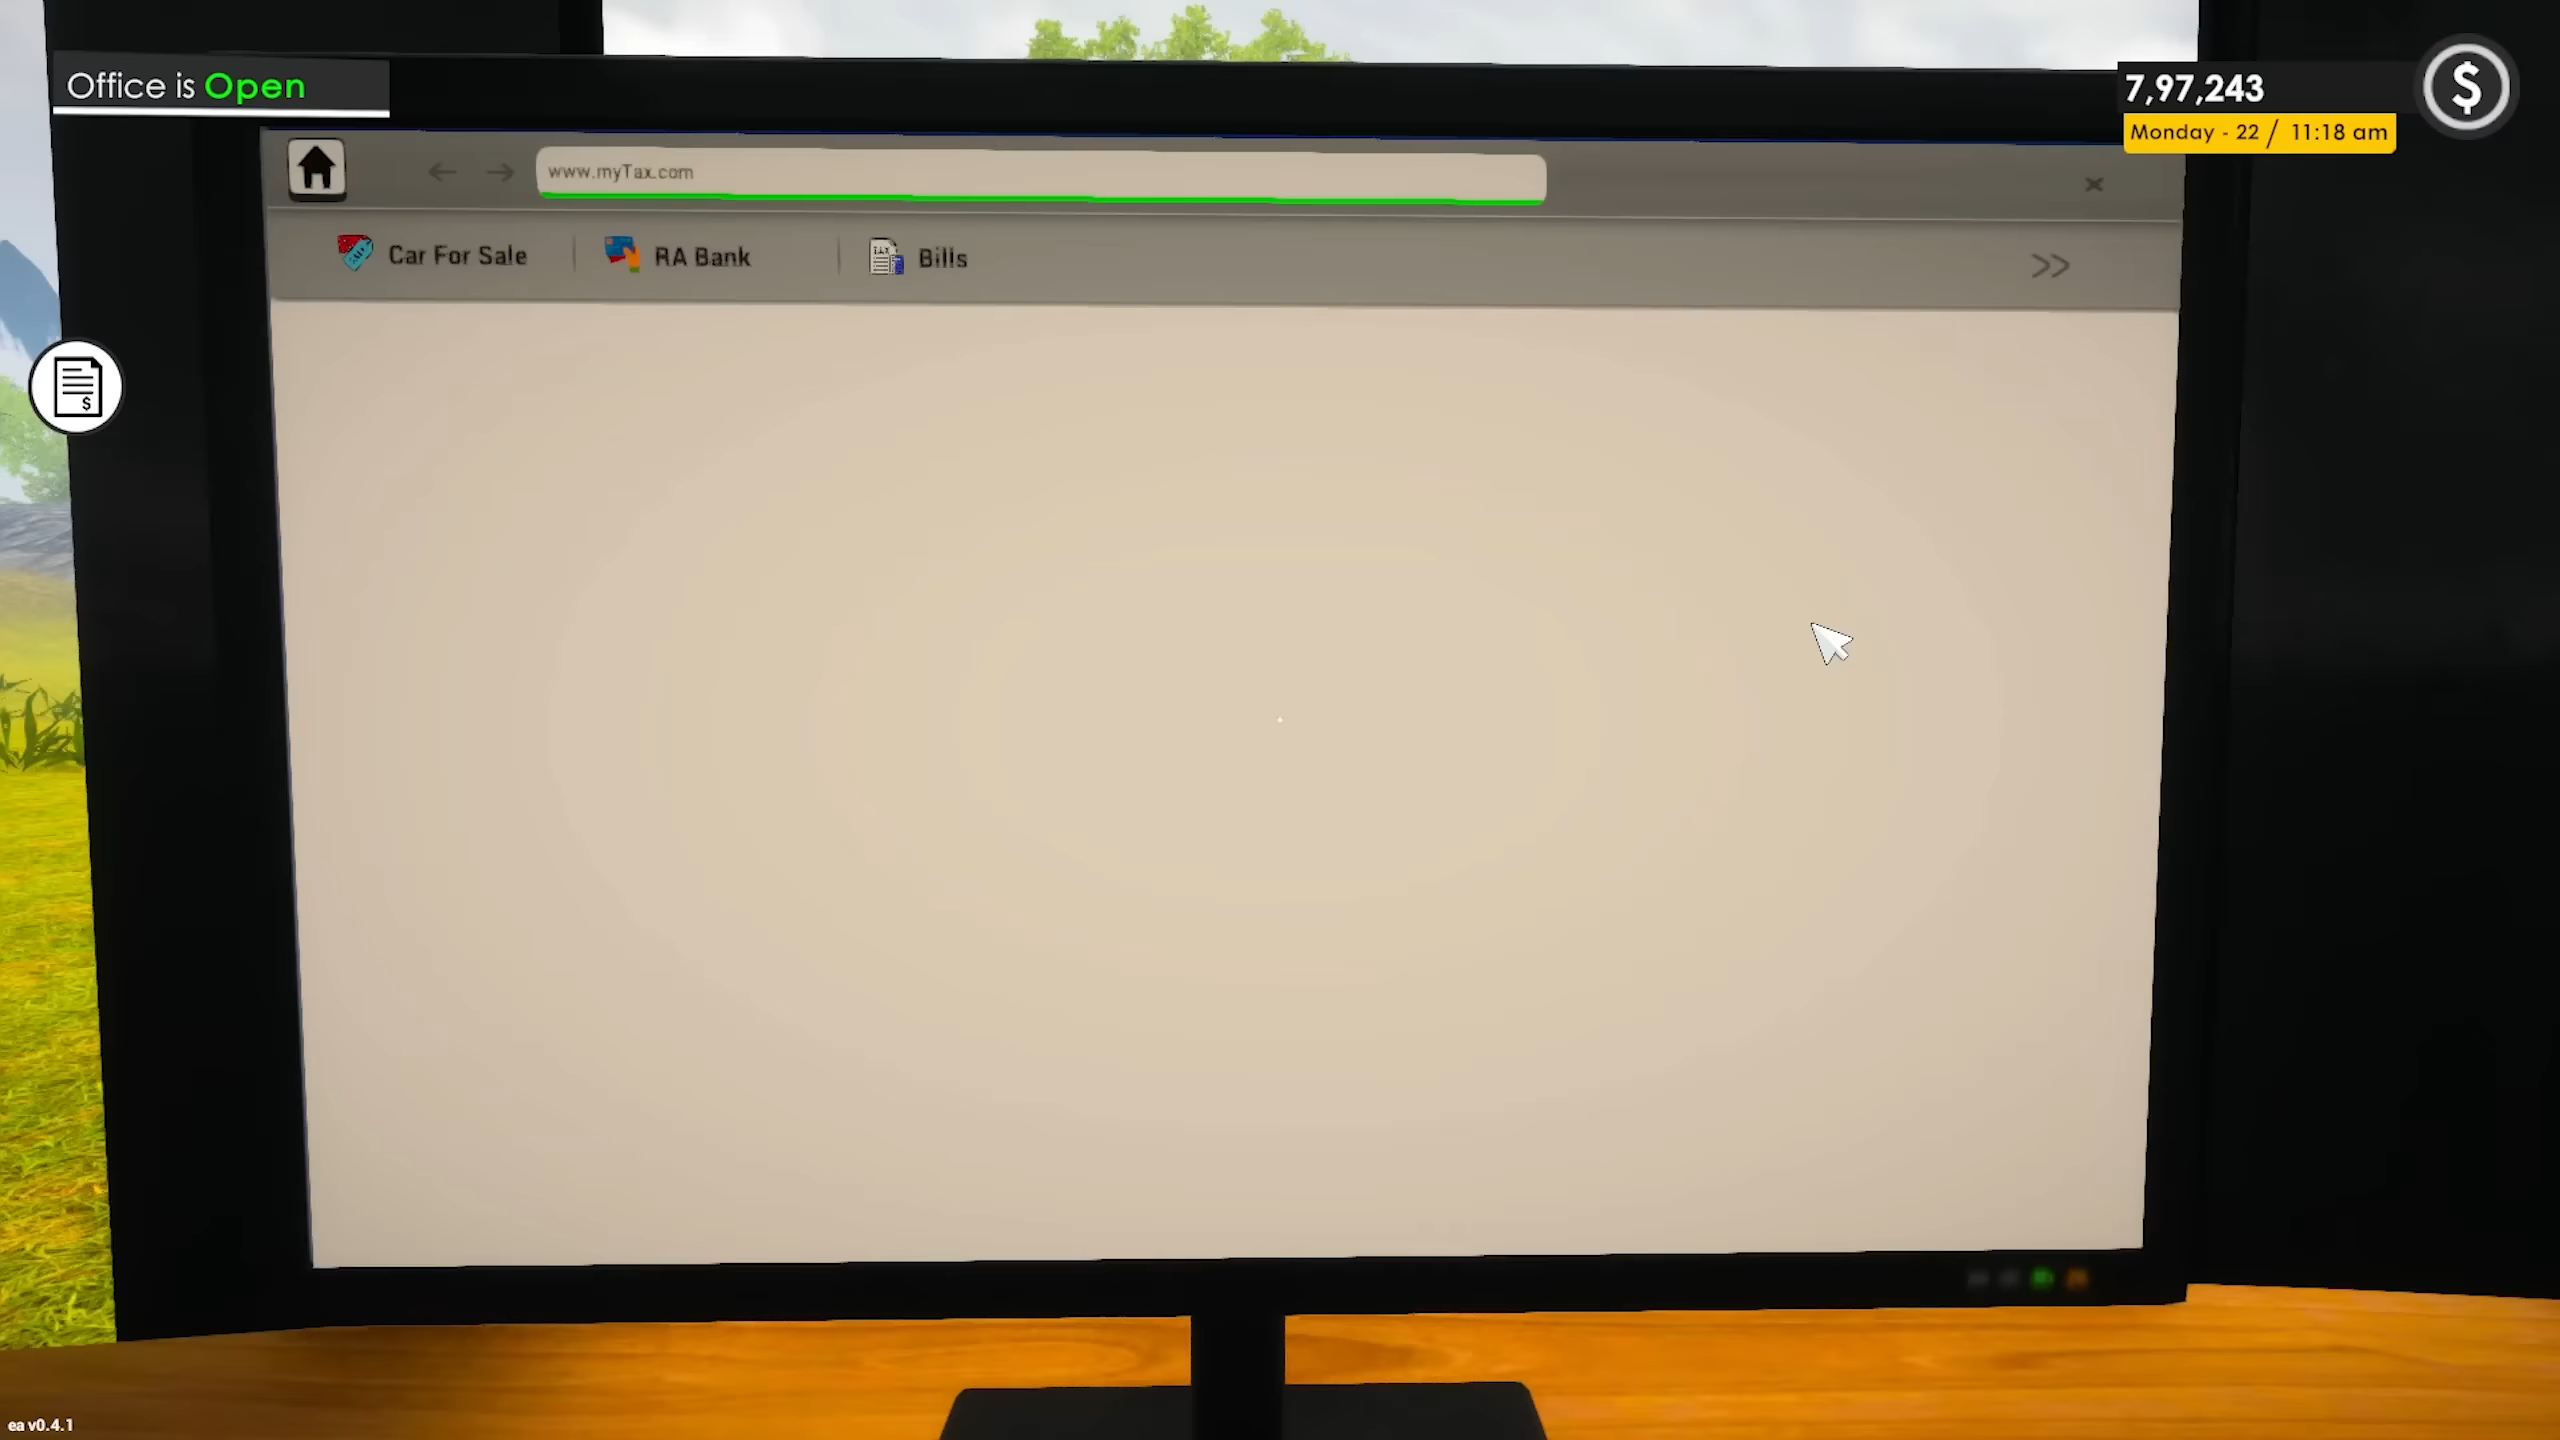 Office is Open
7,97,243
$
Monday - 22 / 11:18 am
www.myTax.com
Car For Sale
RA Bank
TAX
Bills
>>
$
ea v0.4.1